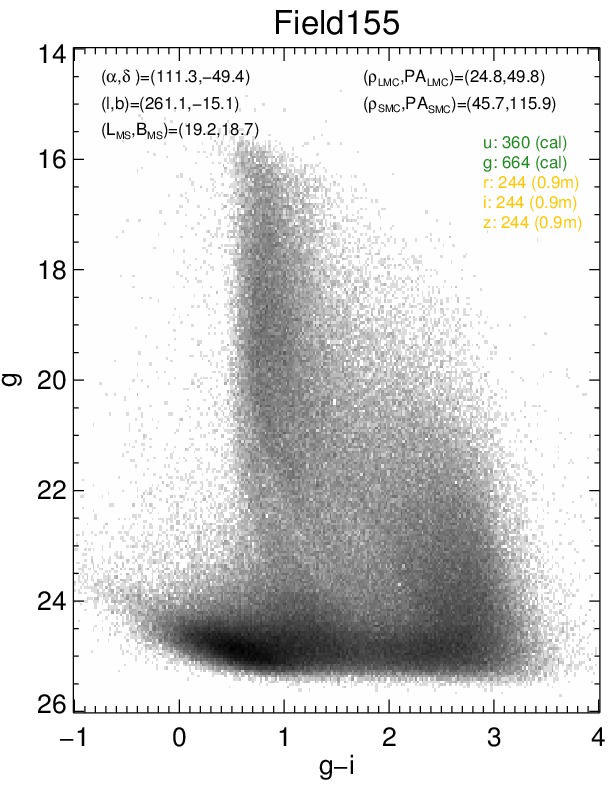 Field155
(α,δ )=(111.3,−49.4)
(ρLMC,PALMC)=(24.8,49.8)
(l,b)=(261.1,−15.1)
(ρSMC,PASMC)=(45.7,115.9)
(LMS,BMS)=(19.2,18.7)
u: 360 (cal)
g: 664 (cal)
r: 244 (0.9m)
i: 244 (0.9m)
z: 244 (0.9m)
14
16
18
20
22
24
26
g
−1 0 1 2 3 4
g−i